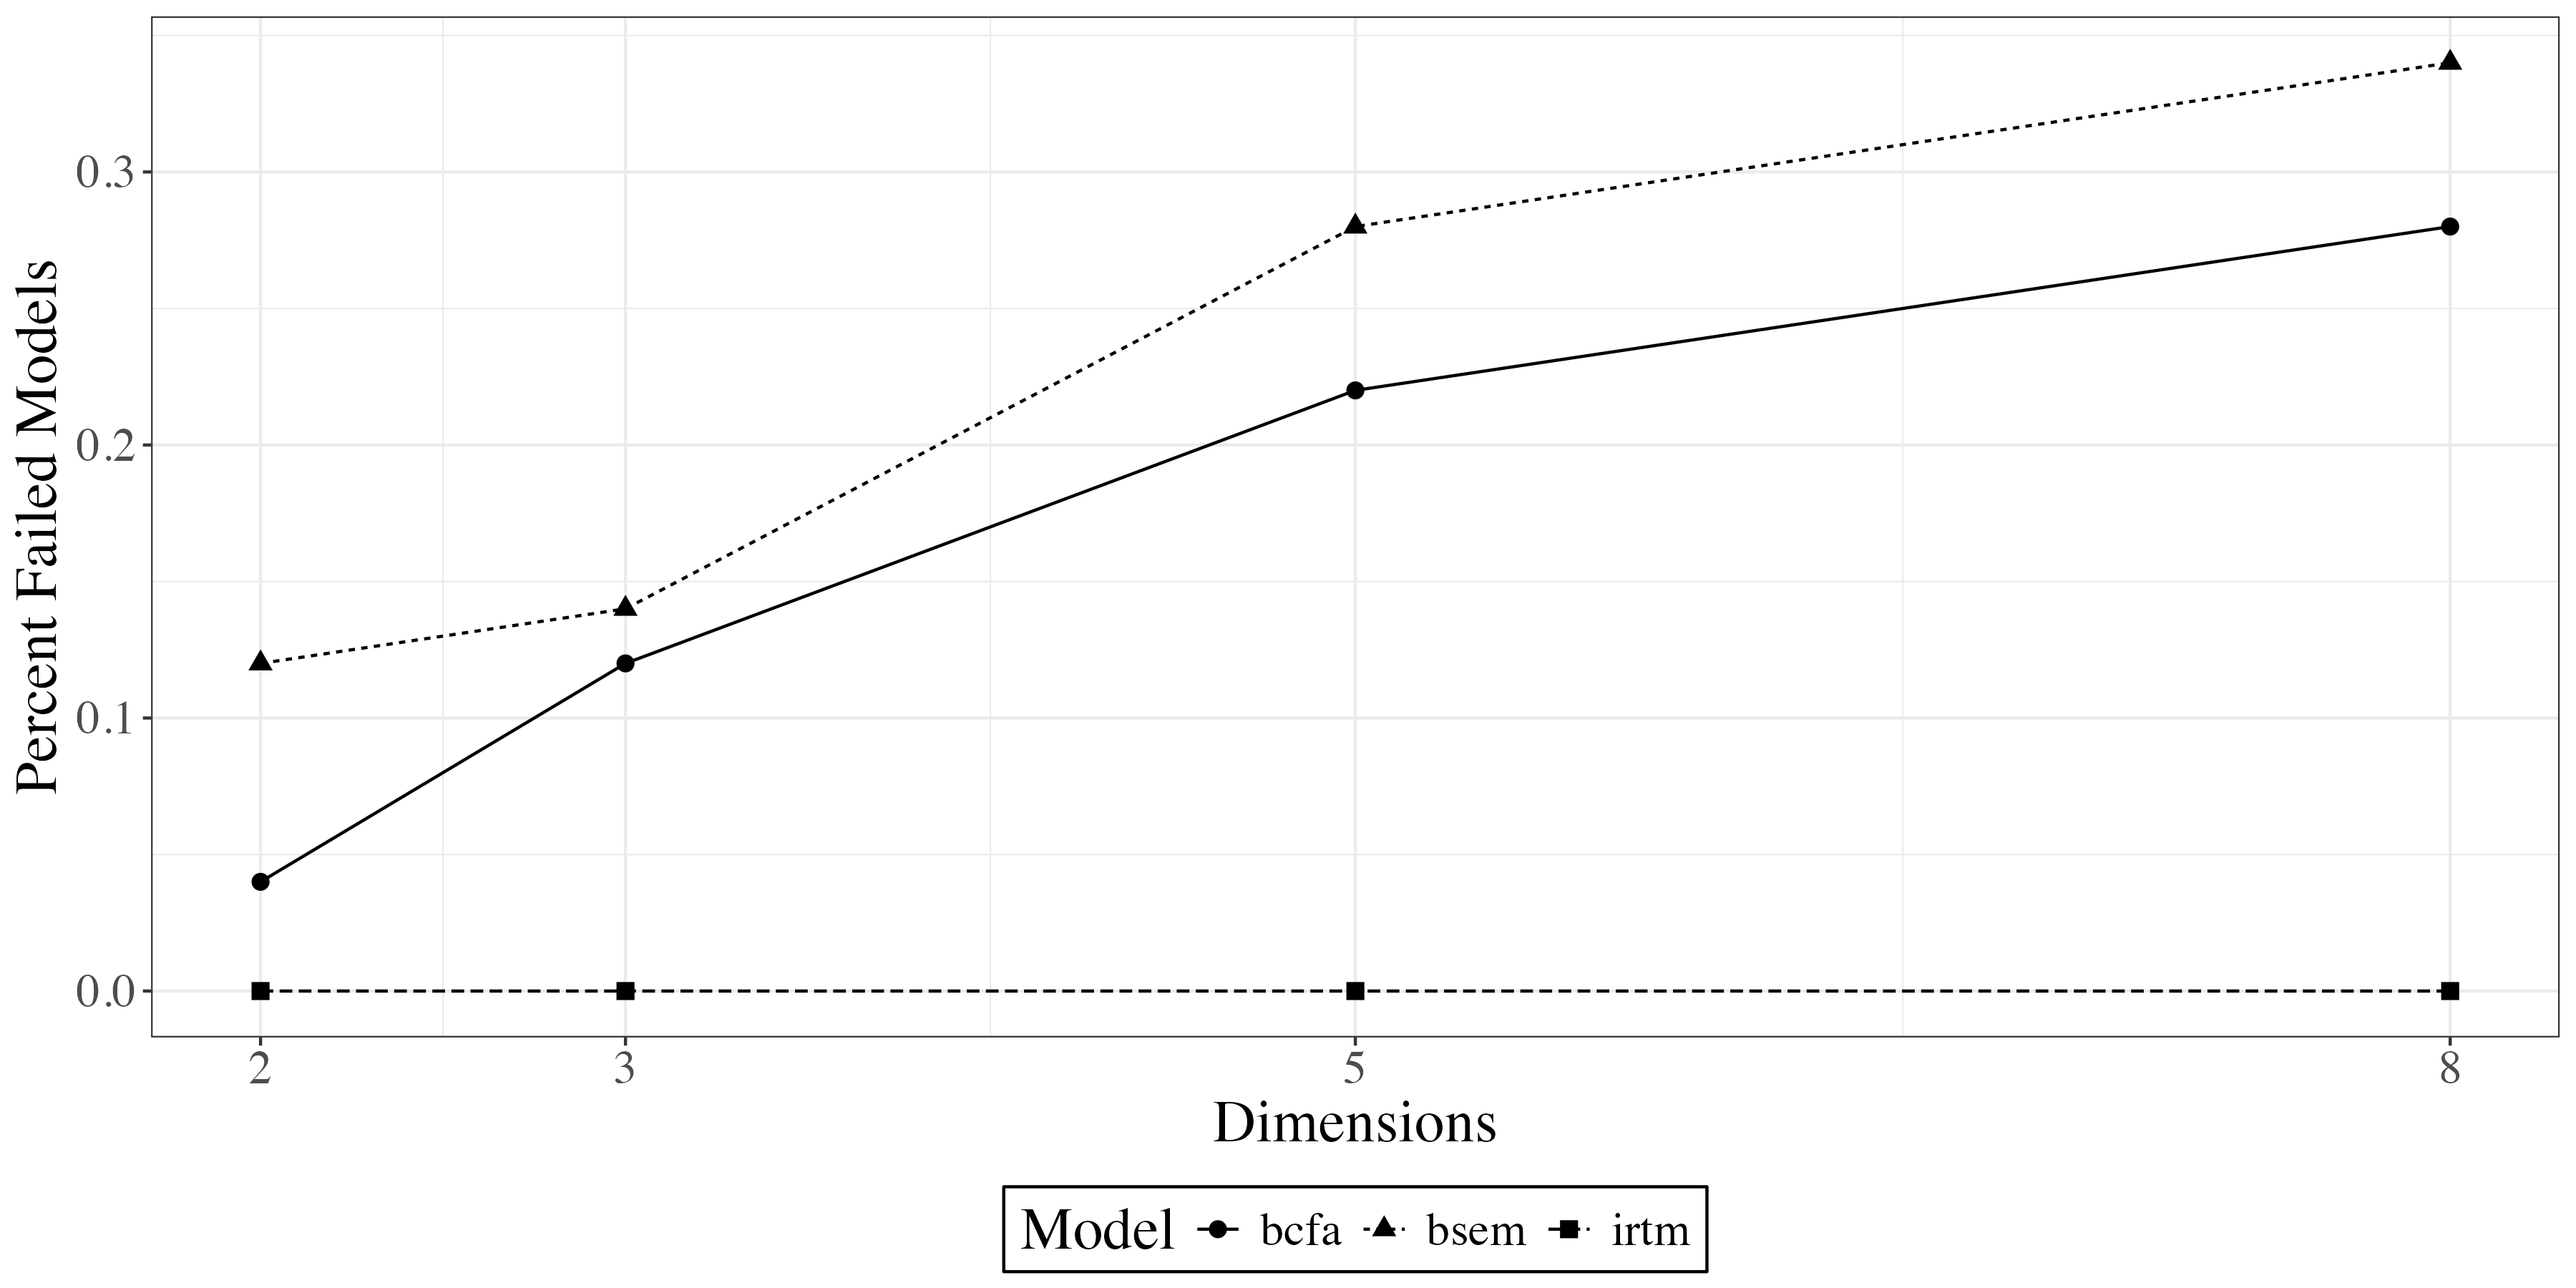 Percent Failed Models
0.3
0.2
0.1
0.0
2 3 5 8
Dimensions
Model bcfa bsem irtm